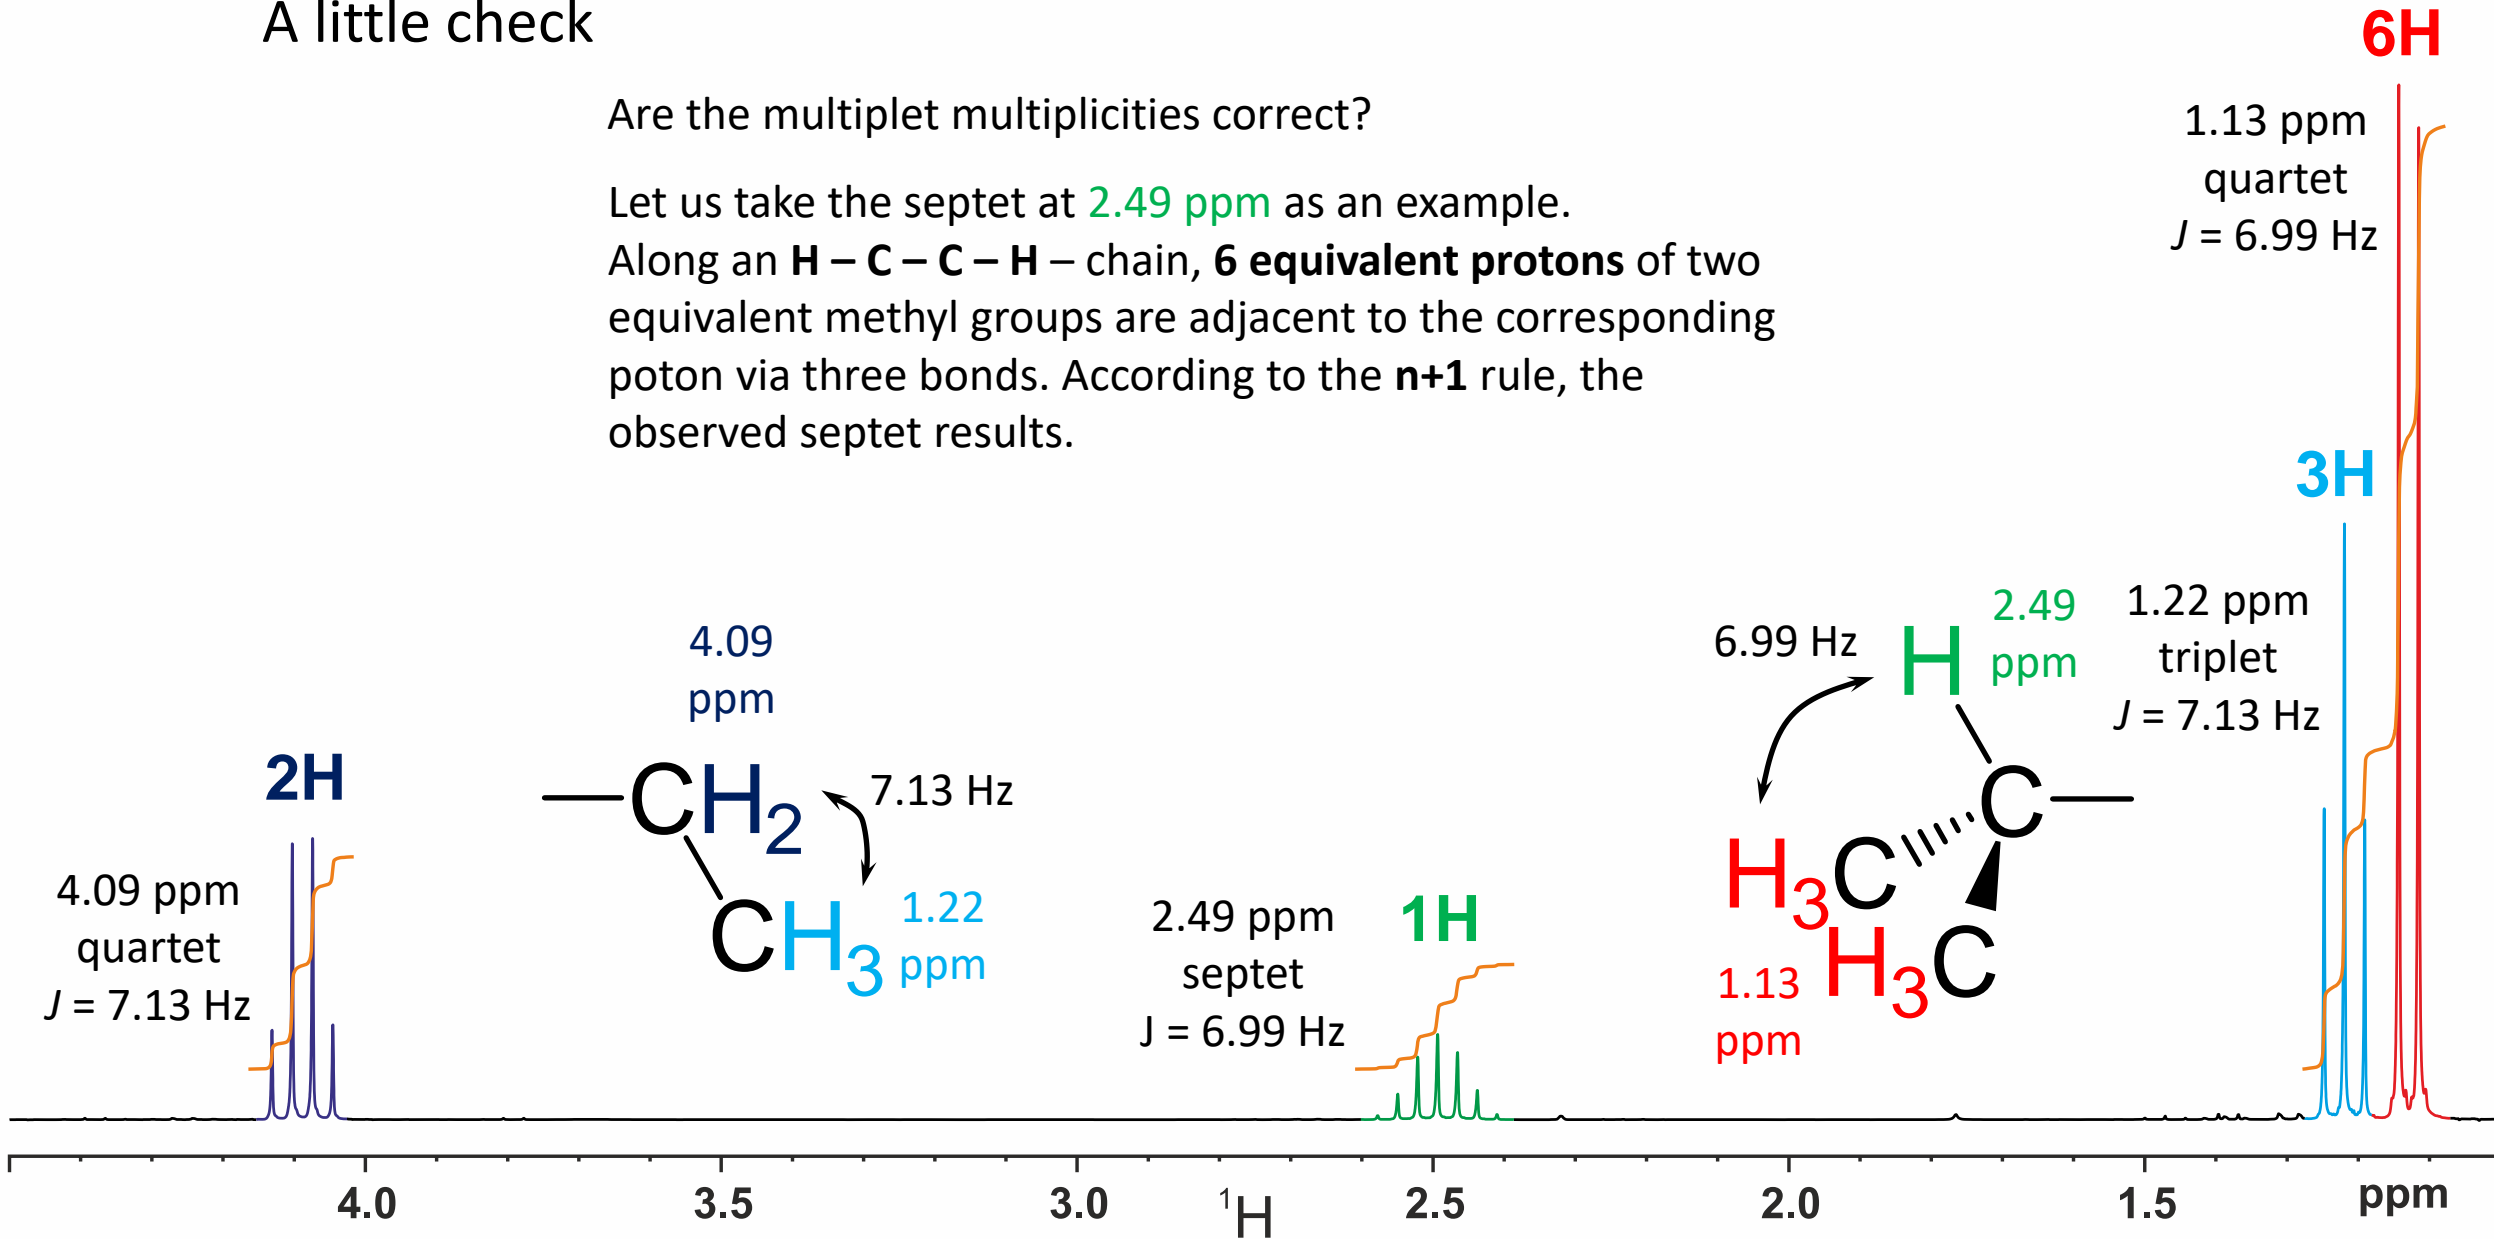 A little check
Are the multiplet multiplicities correct?
Let us take the septet at 2.49 ppm as an example.
Along an H – C – C – H – chain, 6 equivalent protons of two
equivalent methyl groups are adjacent to the corresponding
poton via three bonds. According to the n+1 rule, the
observed septet results.
6H
1.13 ppm
quartet
J = 6.99 Hz
3H
1.22 ppm
triplet
J = 7.13 Hz
2H
4.09 ppm
quartet
J = 7.13 Hz
4.09
ppm
CH2
7.13 Hz
CH3
1.22
ppm
2.49 ppm
septet
J = 6.99 Hz
1H
6.99 Hz
H
2.49
ppm
C
H3C
H3C
1.13
ppm
4.0
3.5
3.0
1H
2.5
2.0
1.5
ppm